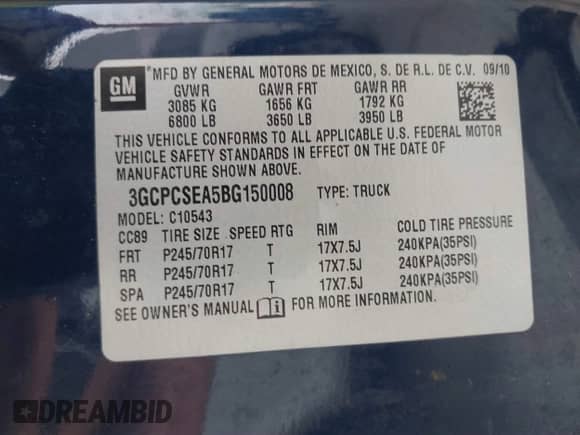 GM
*MFD BY GENERAL MOTORS DE MEXICO, S. DE R.L. DE C.V. 09/10
GVWR GAWR FRT GAWR RR
3085 KG 1656 KG 1792 KG
6800 LB 3650 LB 3950 LB
THIS VEHICLE CONFORMS TO ALL APPLICABLE U.S. FEDERAL MOTOR
VEHICLE SAFETY STANDARDS IN EFFECT ON THE DATE OF
MANUFACTURE SHOWN ABOVE.
3GCPCSEA5BG150008 TYPE: TRUCK
MODEL: C10543
CC89 TIRE SIZE SPEED RTG RIM COLD TIRE PRESSURE
FRT P245/70R17 T 17X7.5J 240KPA(35PSI)
RR P245/70R17 T 17X7.5J 240KPA(35PSI)
SPA P245/70R17 T 17X7.5J 240KPA(35PSI)
SEE OWNER'S MANUAL FOR MORE INFORMATION.
DREAMBID